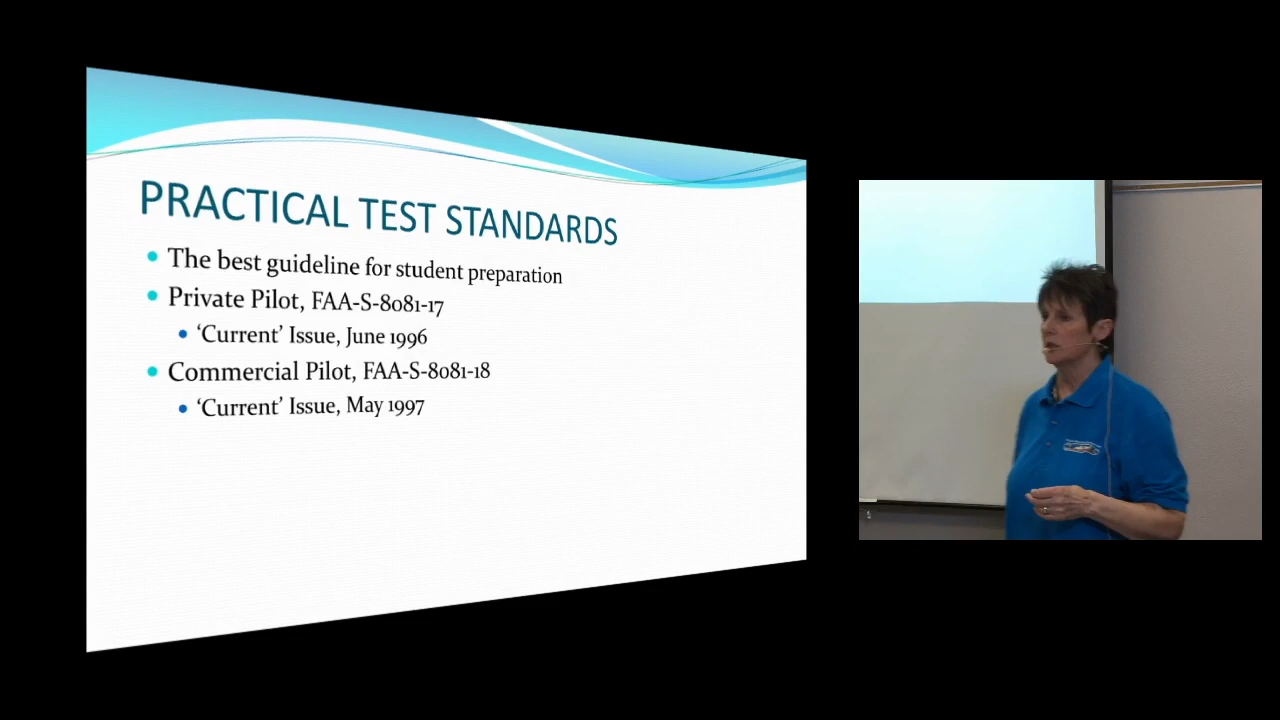 PRACTICAL TEST STANDARDS
The best guideline for student preparation
Private Pilot, FAA-S-8081-17
‘Current’ Issue, June 1996
Commercial Pilot, FAA-S-8081-18
‘Current’ Issue, May 1997